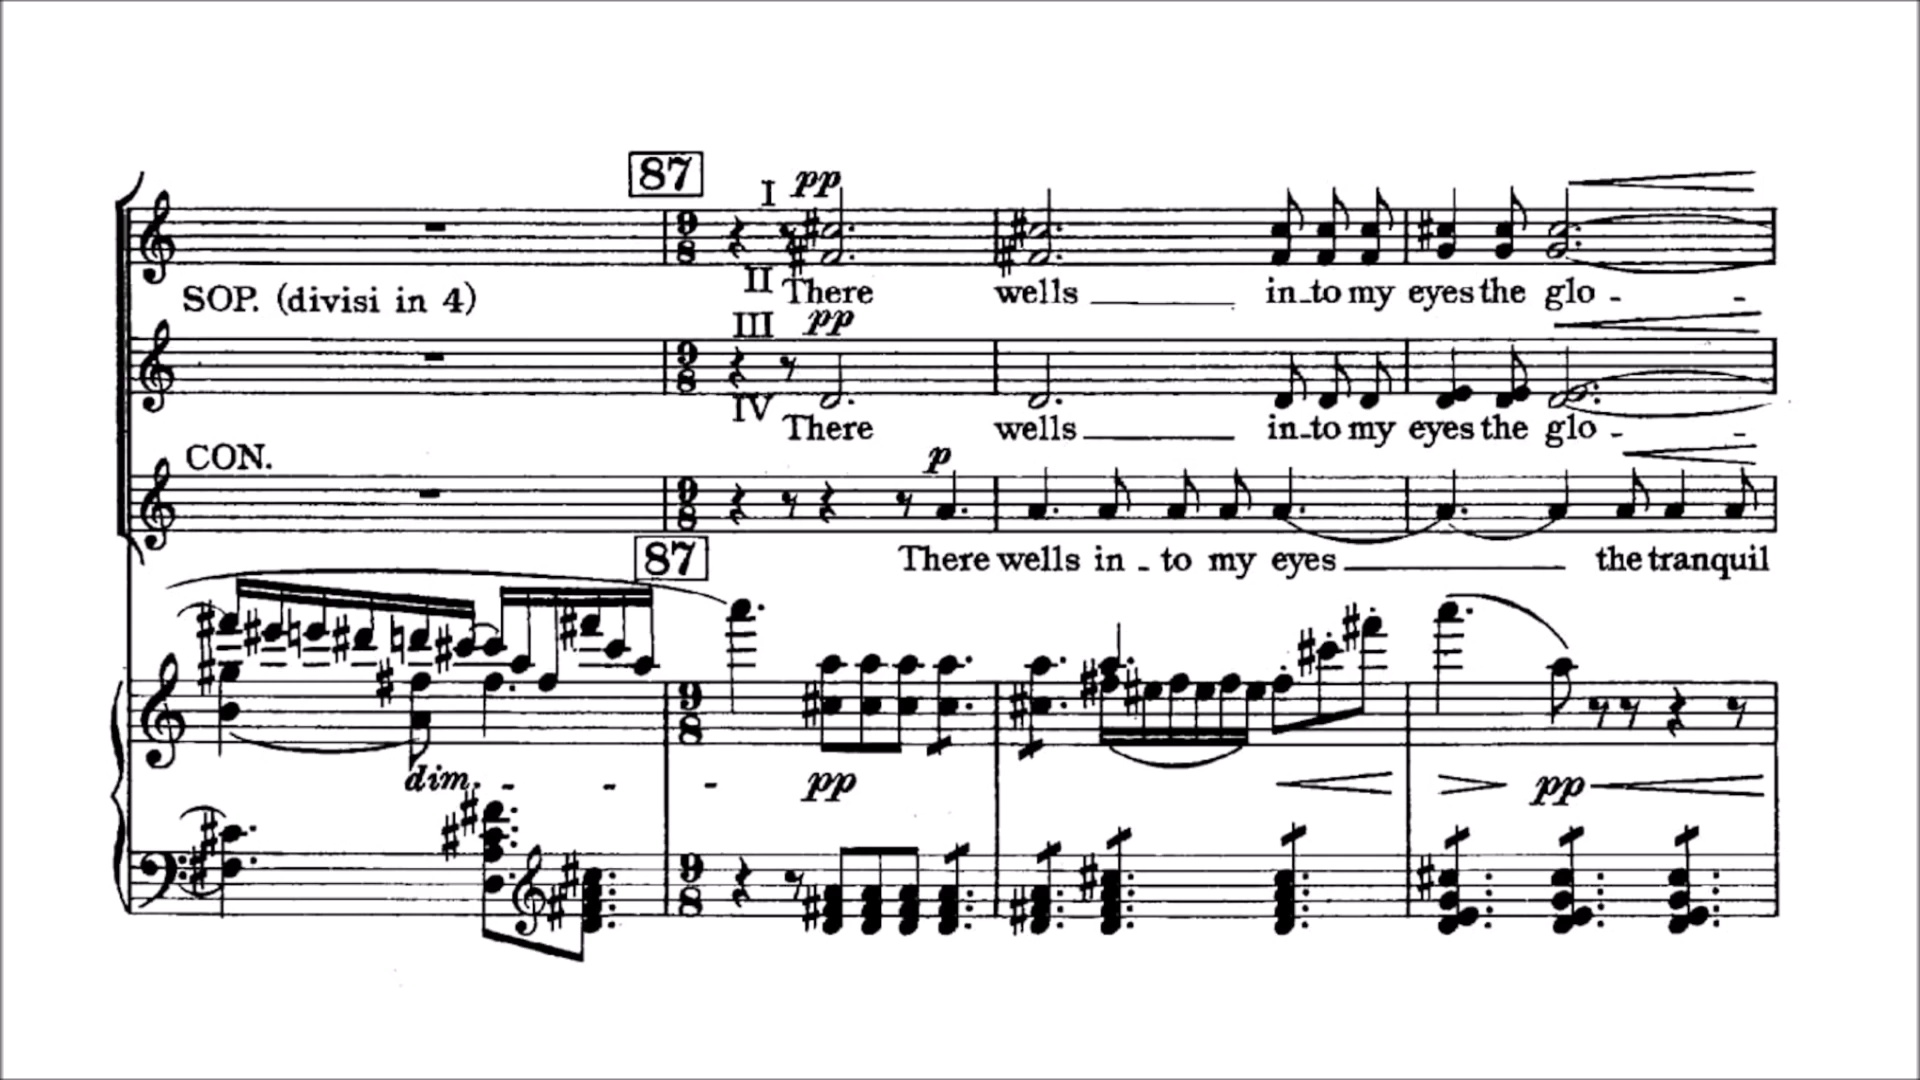 87
I pp
SOP. (divisi in 4)
II There wells in-to my eyes the glo - -
III pp
IV
There wells in-to my eyes the glo - -
CON.
p
There wells in - to my eyes the tranquil
87
9 8
dim. - - - pp pp